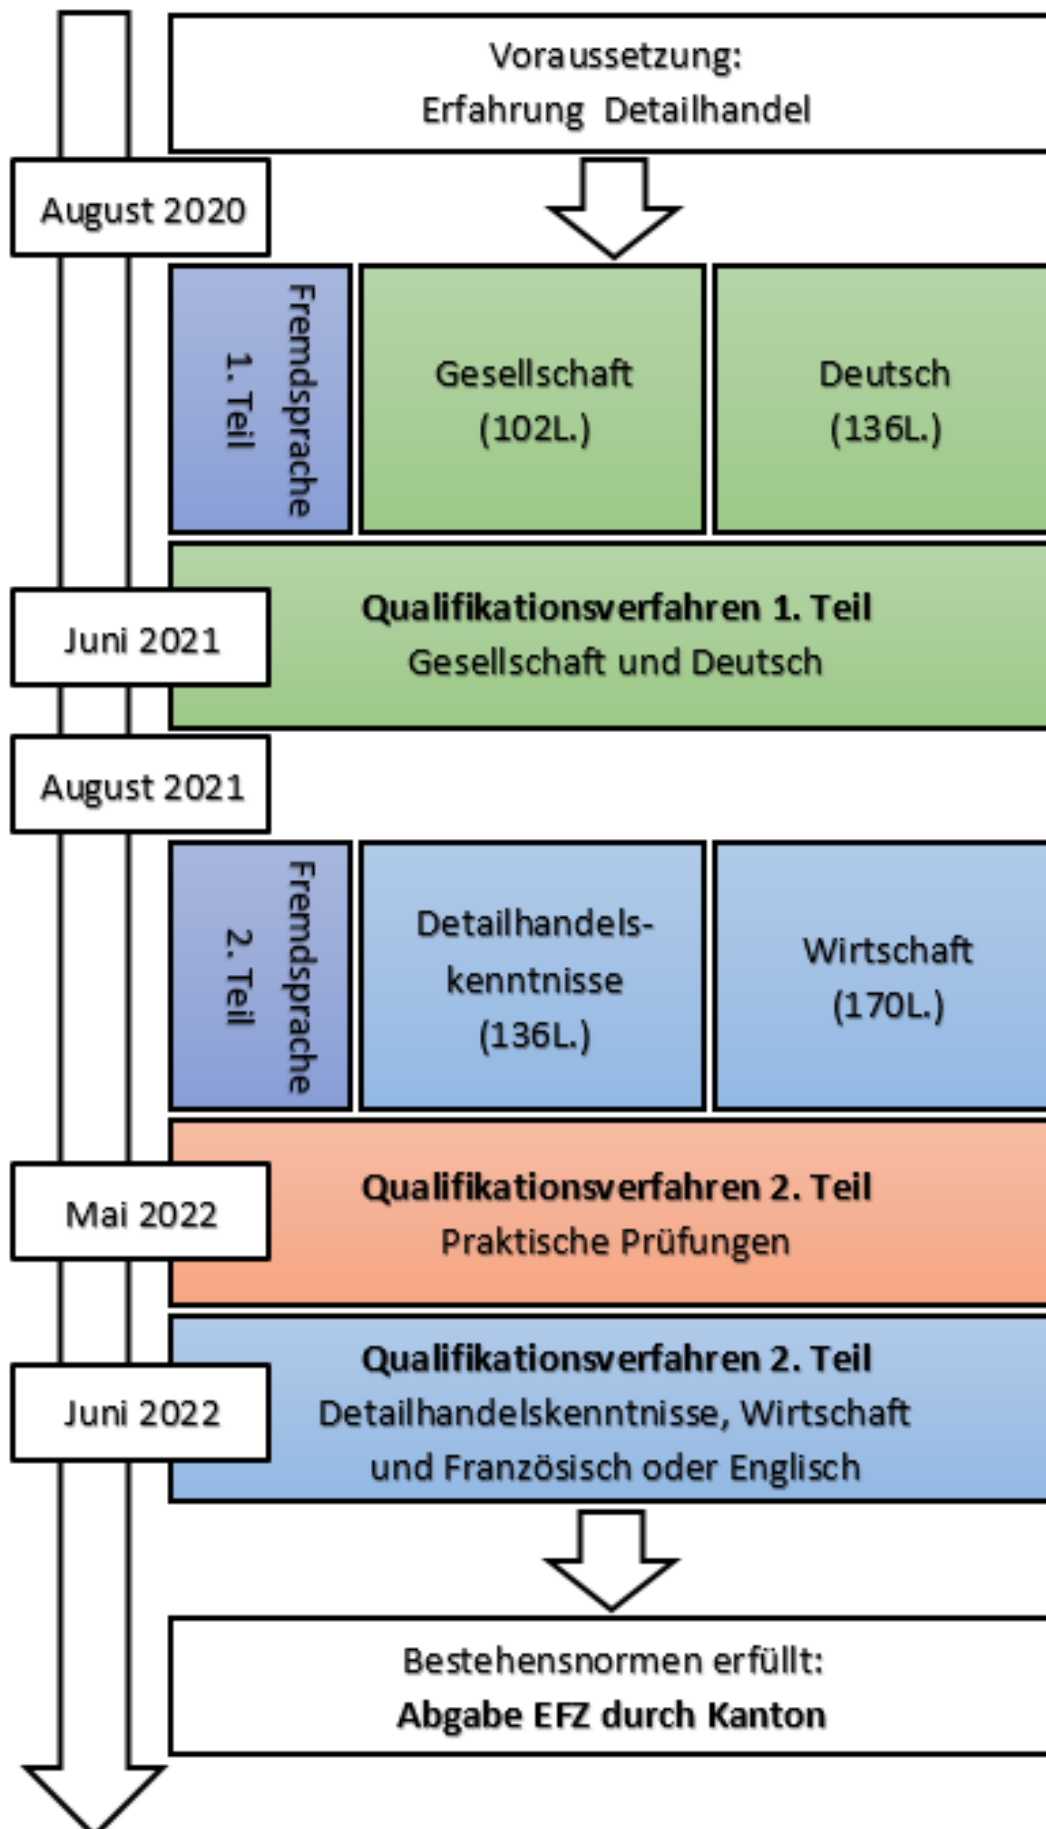 Voraussetzung:
Erfahrung Detailhandel
August 2020
Fremdsprache
1. Teil
Gesellschaft
(102L.)
Deutsch
(136L.)
Qualifikationsverfahren 1. Teil
Gesellschaft und Deutsch
Juni 2021
August 2021
Fremdsprache
2. Teil
Detailhandels-
kenntnisse
(136L.)
Wirtschaft
(170L.)
Qualifikationsverfahren 2. Teil
Praktische Prüfungen
Mai 2022
Qualifikationsverfahren 2. Teil
Detailhandelskenntnisse, Wirtschaft
und Französisch oder Englisch
Juni 2022
Bestehensnormen erfüllt:
Abgabe EFZ durch Kanton